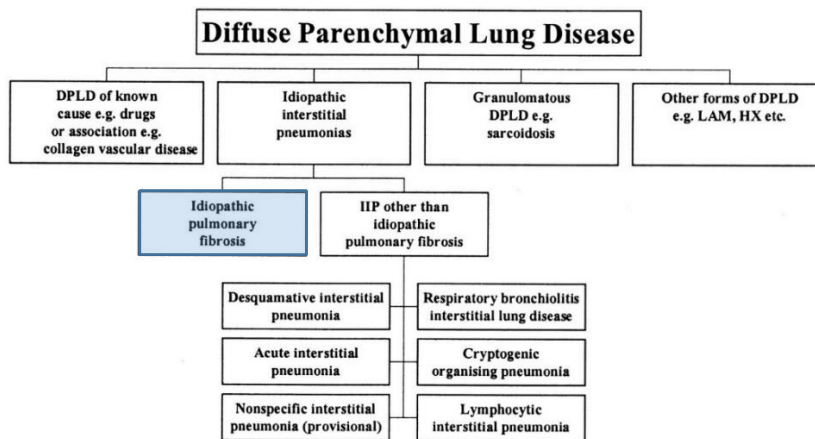 Diffuse Parenchymal Lung Disease
DPLD of known
cause e.g. drugs
or association e.g.
collagen vascular disease
Idiopathic
interstitial
pneumonias
Granulomatous
DPLD e.g.
sarcoidosis
Other forms of DPLD
e.g. LAM, HX etc.
Idiopathic
pulmonary
fibrosis
IIP other than
idiopathic
pulmonary fibrosis
Desquamative interstitial
pneumonia
Respiratory bronchiolitis
interstitial lung disease
Acute interstitial
pneumonia
Cryptogenic
organising pneumonia
Nonspecific interstitial
pneumonia (provisional)
Lymphocytic
interstitial pneumonia